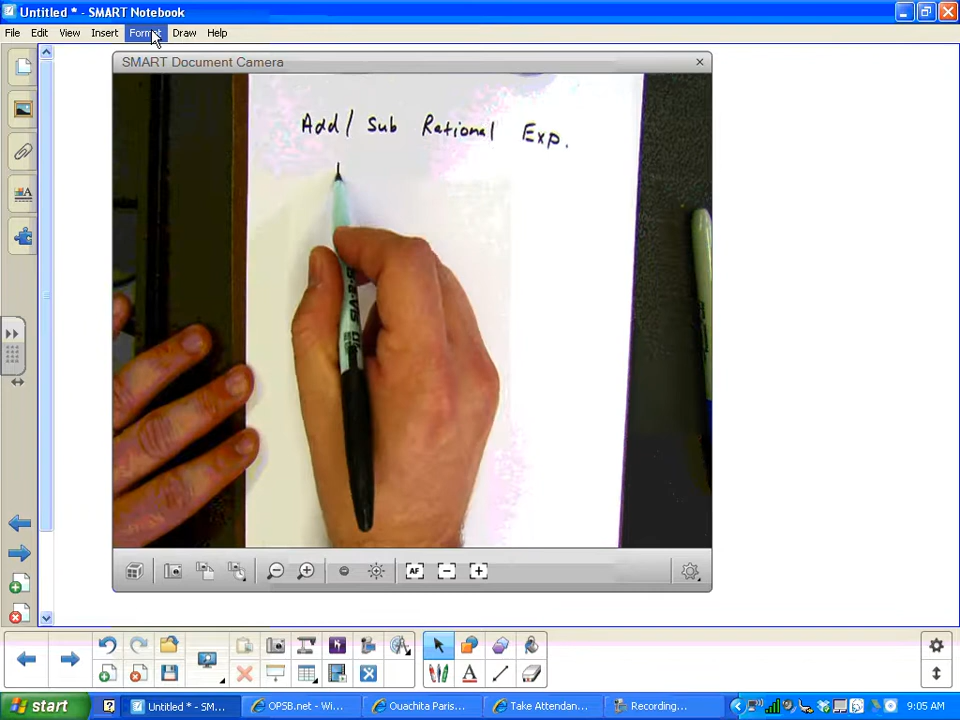 Untitled * - SMART Notebook
File Edit View Insert Format Draw Help
SMART Document Camera
Add/ Sub Rational Exp.
AF
A
start
Untitled * - SM...
OPSB.net - Wi...
Ouachita Paris...
Take Attendan...
Recording...
9:05 AM